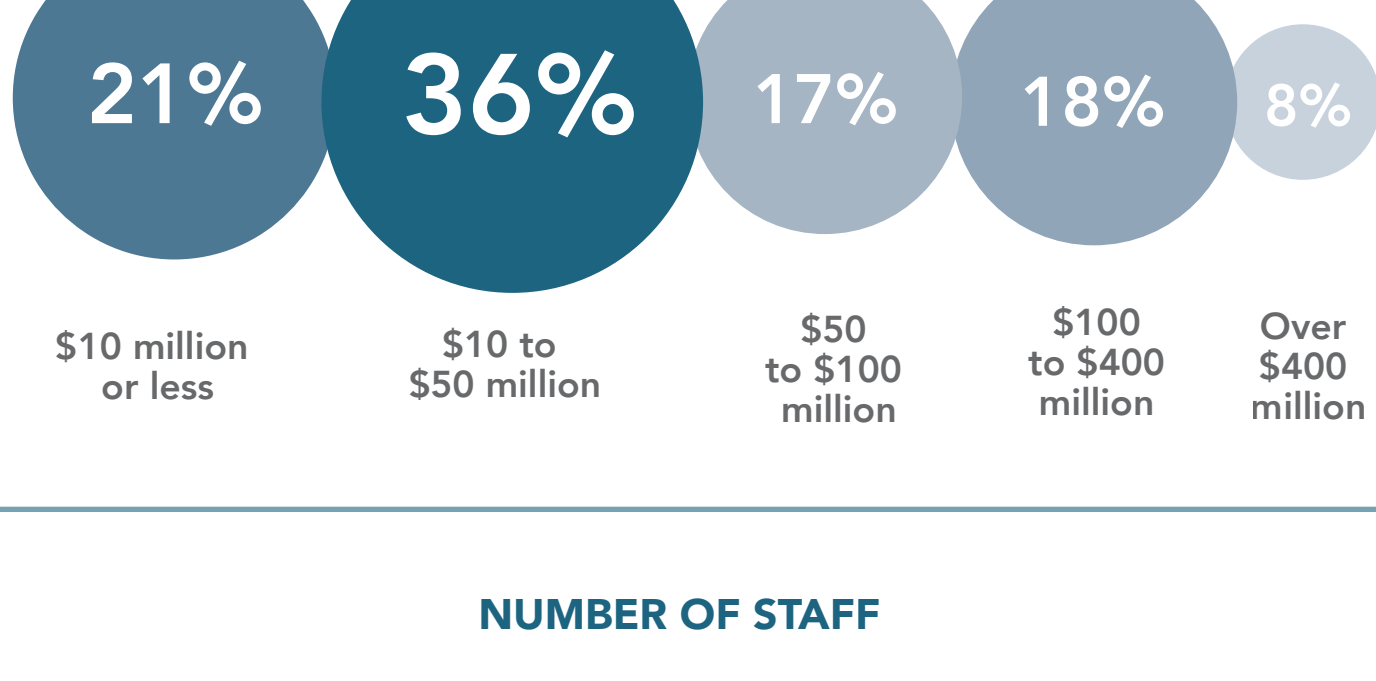 21%
36%
17%
18%
8%
$10 million
or less
$10 to
$50 million
$50
to $100
million
$100
to $400
million
Over
$400
million
NUMBER OF STAFF